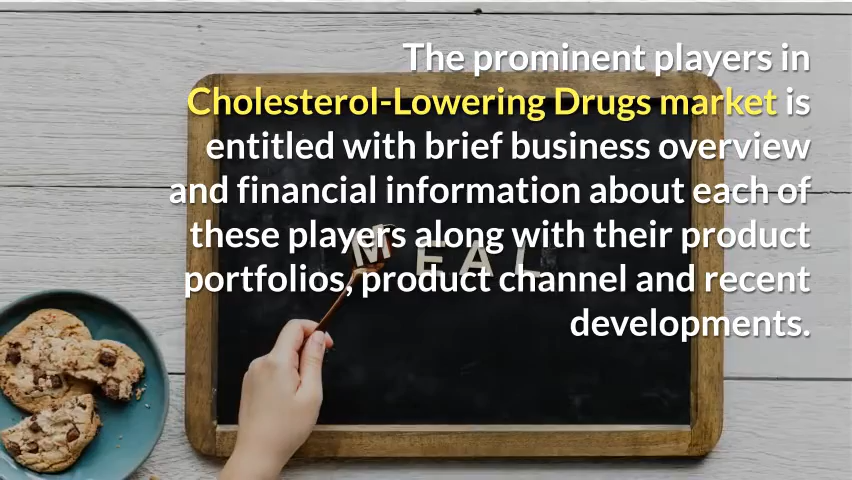 The prominent players in
Cholesterol-Lowering Drugs market is
entitled with brief business overview
and financial information about each of
these players along with their product
portfolios, product channel and recent
developments.
MEAL